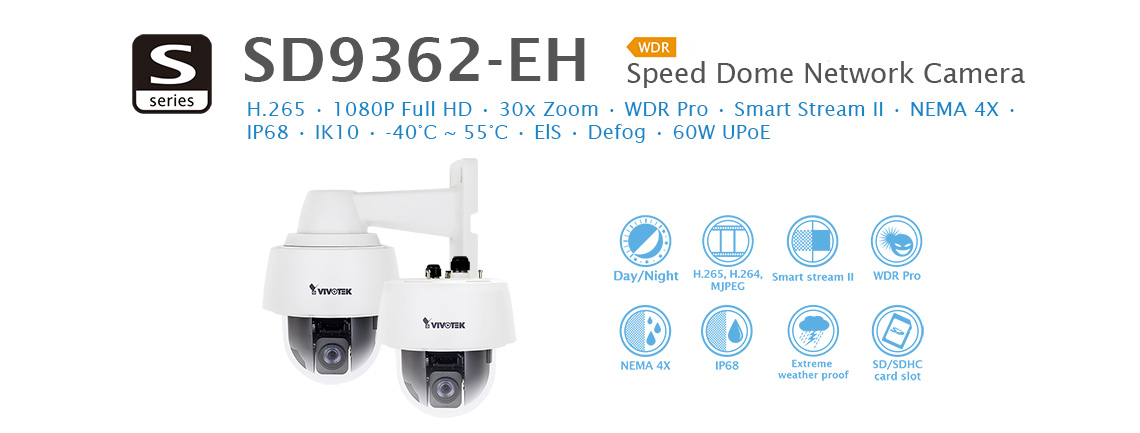 S
series
SD9362-EH
WDR
Speed Dome Network Camera
H.265 · 1080P Full HD · 30x Zoom · WDR Pro · Smart Stream II · NEMA 4X ·
IP68 · IK10 · -40°C ~ 55°C · EIS · Defog · 60W UPoE
VIVOTEK
VIVOTEK
Day/Night
H.265, H.264,
MJPEG
Smart stream II
WDR Pro
NEMA 4X
IP68
Extreme
weather proof
SD
SD/SDHC
card slot